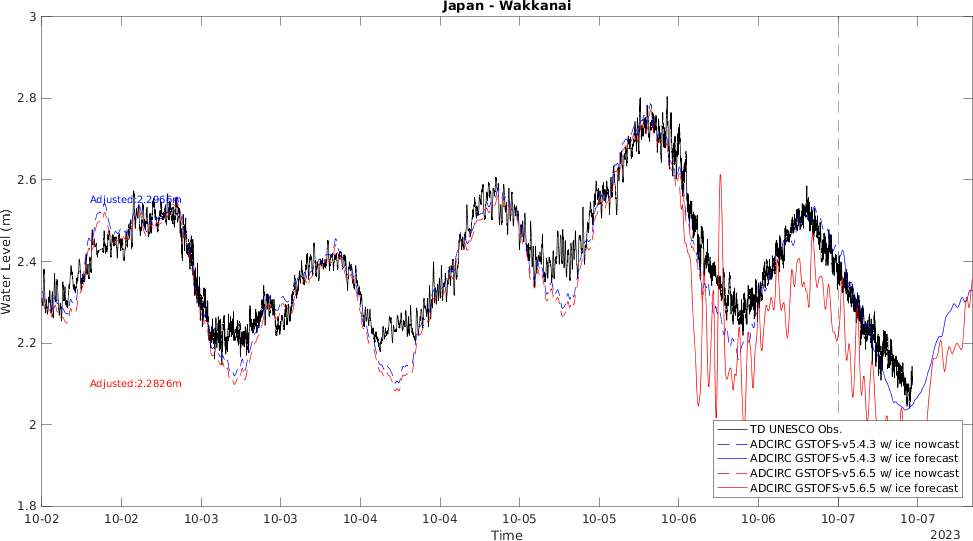 Japan - Wakkanai
3
2.8
2.6
2.4
2.2
2
1.8
Water Level (m)
Adjusted:2.2966m
Adjusted:2.2826m
TD UNESCO Obs.
ADCIRC GSTOFS-v5.4.3 w/ ice nowcast
ADCIRC GSTOFS-v5.4.3 w/ ice forecast
ADCIRC GSTOFS-v5.6.5 w/ ice nowcast
ADCIRC GSTOFS-v5.6.5 w/ ice forecast
10-02 10-02 10-03 10-03 10-04 10-04 10-05 10-05 10-06 10-06 10-07 10-07
Time
2023